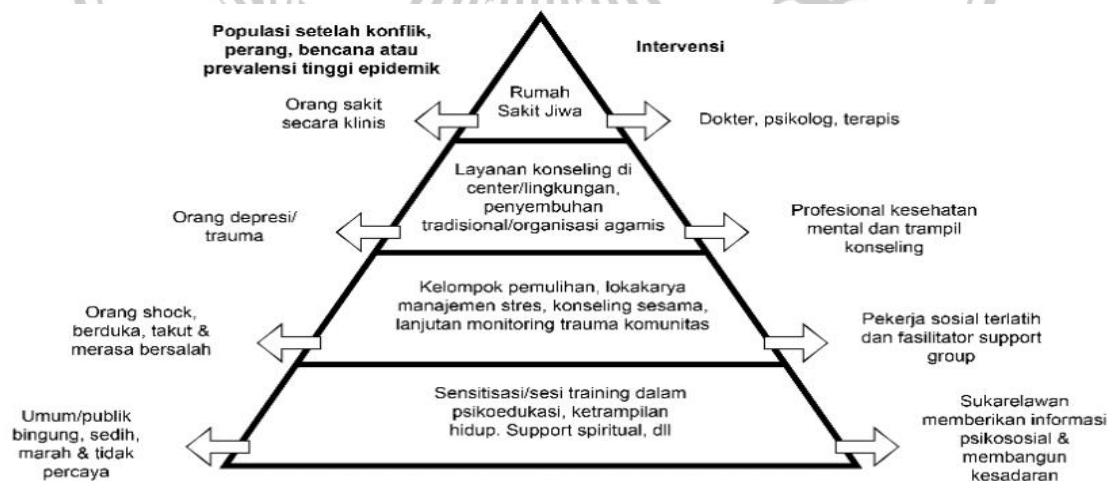 Populasi setelah konflik,
perang, bencana atau
prevalensi tinggi epidemik
Intervensi
Orang sakit
secara klinis
Rumah
Sakit Jiwa
Dokter, psikolog, terapis
Orang depresi/
trauma
Layanan konseling di
center/lingkungan,
penyembuhan
tradisional/organisasi agamis
Profesional kesehatan
mental dan trampil
konseling
Orang shock,
berduka, takut &
merasa bersalah
Kelompok pemulihan, lokakarya
manajemen stres, konseling sesama,
lanjutan monitoring trauma komunitas
Pekerja sosial terlatih
dan fasilitator support
group
Umum/publik
bingung, sedih,
marah & tidak
percaya
Sensitisasi/sesi training dalam
psikoedukasi, ketrampilan
hidup. Support spiritual, dll
Sukarelawan
memberikan informasi
psikososial &
membangun
kesadaran